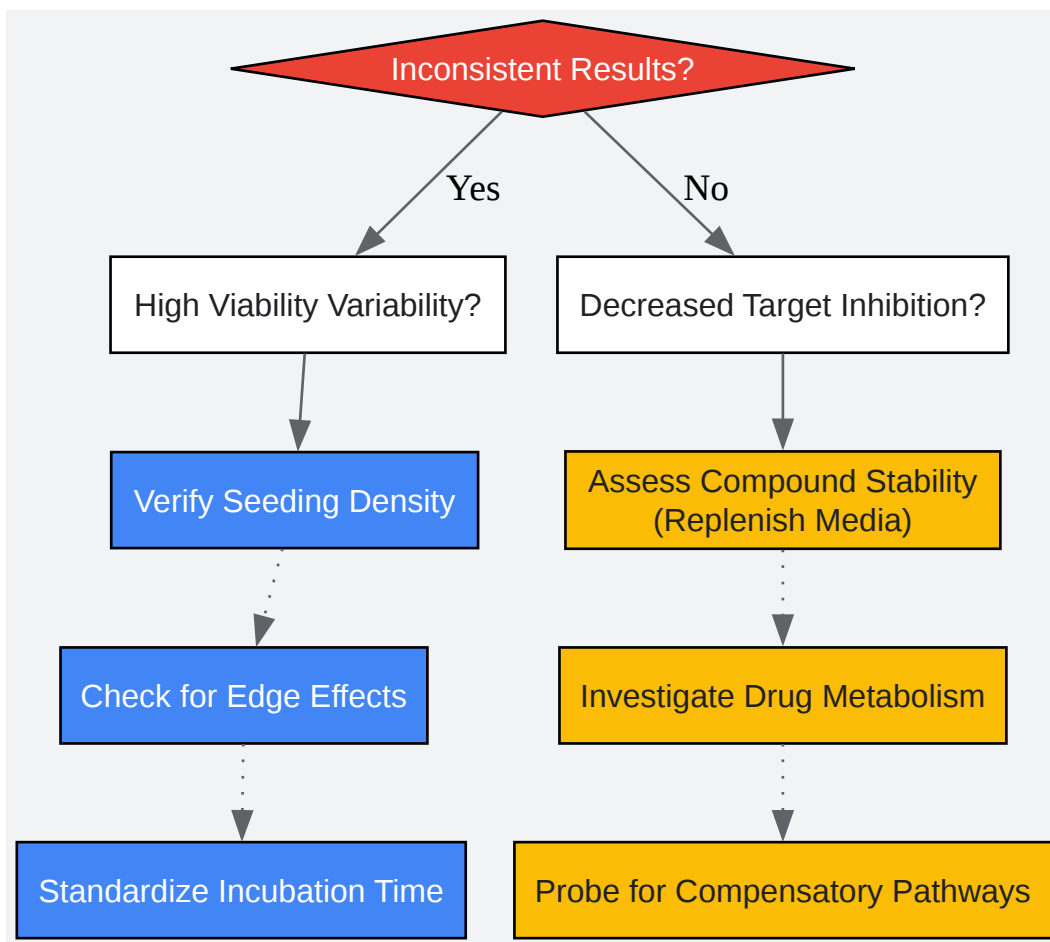 Inconsistent Results?
Yes
No
High Viability Variability?
Decreased Target Inhibition?
Verify Seeding Density
Assess Compound Stability
(Replenish Media)
Check for Edge Effects
Investigate Drug Metabolism
Standardize Incubation Time
Probe for Compensatory Pathways